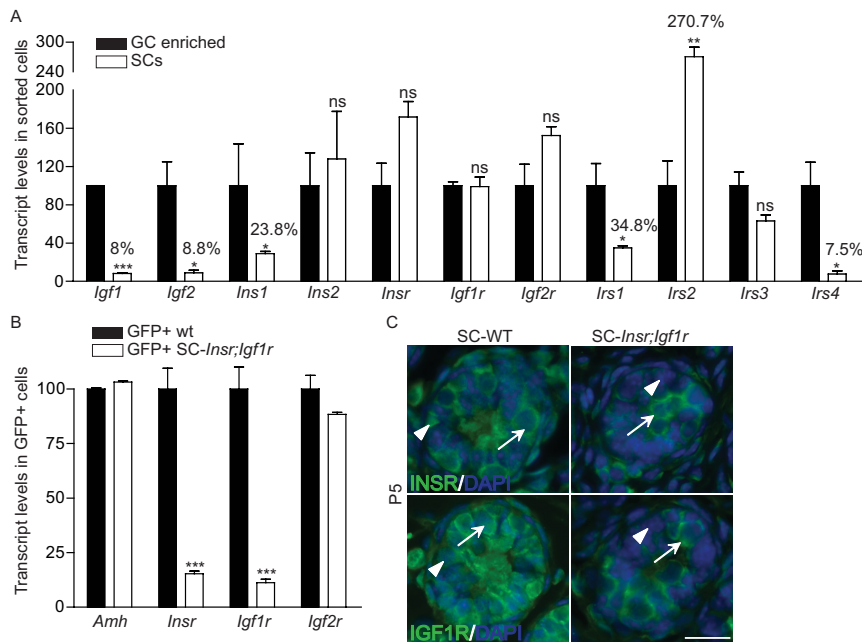 A
GC enriched
SCs
Transcript levels in sorted cells
300
240
200
160
120
80
40
0
8%
***
8.8%
*
23.8%
*
ns
ns
ns
ns
34.8%
*
270.7%
**
ns
7.5%
*
Igf1 Igf2 Ins1 Ins2 Insr Igf1r Igf2r Irs1 Irs2 Irs3 Irs4
B
GFP+ wt
GFP+ SC-Insr;Igf1r
Transcript levels in GFP+ cells
100
75
50
25
0
***
***
Amh Insr Igf1r Igf2r
C
SC-WT SC-Insr;Igf1r
P5
INSR/DAPI
IGF1R/DAPI